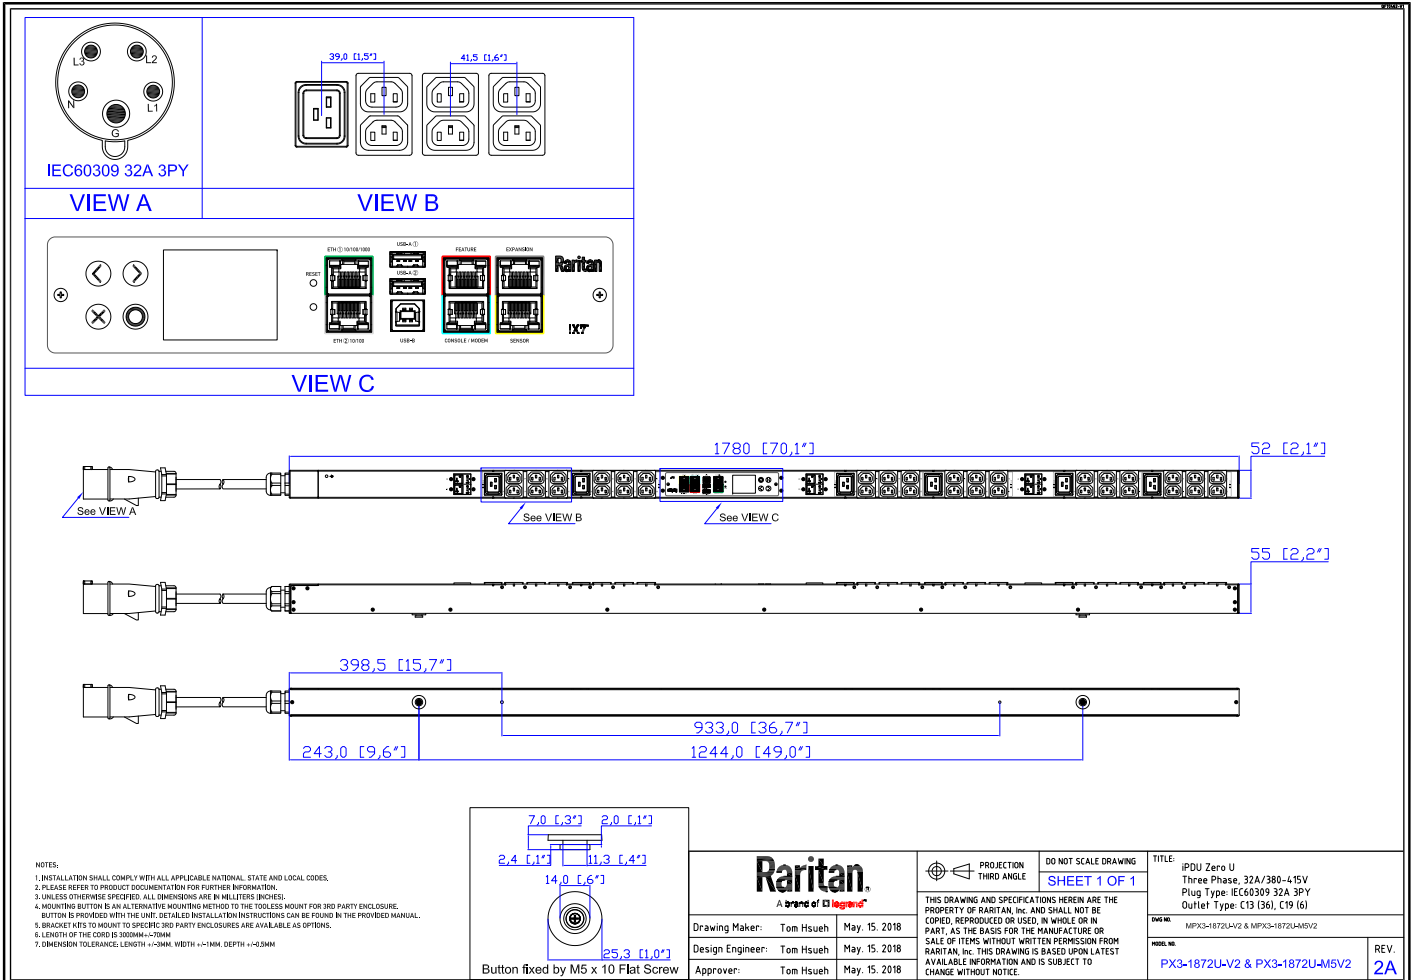 L3
L2
N
L1
G
IEC60309 32A 3PY
VIEW A
39,0 [1,5"]
41,5 [1,6"]
VIEW B
ETH ① 10/100/1000
USB-A ①
FEATURE
EXPANSION
RESET
USB-A ②
Raritan
ETH ② 10/100
USB-B
CONSOLE / MODEM
SENSOR
VIEW C
1780 [70,1"]
52 [2,1"]
See VIEW A
See VIEW B
See VIEW C
55 [2,2"]
398,5 [15,7"]
933,0 [36,7"]
243,0 [9,6"]
1244,0 [49,0"]
7,0 [,3"]
2,0 [,1"]
2,4 [,1"]
11,3 [,4"]
14,0 [,6"]
25,3 [1,0"]
Button fixed by M5 x 10 Flat Screw
NOTES:
1. INSTALLATION SHALL COMPLY WITH ALL APPLICABLE NATIONAL. STATE AND LOCAL CODES.
2. PLEASE REFER TO PRODUCT DOCUMENTATION FOR FURTHER INFORMATION.
3. UNLESS OTHERWISE SPECIFIED. ALL DIMENSIONS ARE IN MILLITERS (INCHES).
4. MOUNTING BUTTON IS AN ALTERNATIVE MOUNTING METHOD TO THE TOOLESS MOUNT FOR 3RD PARTY ENCLOSURE.
BUTTON IS PROVIDED WITH THE UNIT. DETAILED INSTALLATION INSTRUCTIONS CAN BE FOUND IN THE PROVIDED MANUAL.
5. BRACKET KITS TO MOUNT TO SPECIFIC 3RD PARTY ENCLOSURES ARE AVAILABLE AS OPTIONS.
6. LENGTH OF THE CORD IS 3000MM+/-70MM
7. DIMENSION TOLERANCE: LENGTH +/-3MM. WIDTH +/-1MM. DEPTH +/-0.5MM
Raritan.
A brand of legrand
Drawing Maker: Tom Hsueh May. 15. 2018
Design Engineer: Tom Hsueh May. 15. 2018
Approver: Tom Hsueh May. 15. 2018
PROJECTION
THIRD ANGLE
DO NOT SCALE DRAWING
SHEET 1 OF 1
THIS DRAWING AND SPECIFICATIONS HEREIN ARE THE
PROPERTY OF RARITAN, Inc. AND SHALL NOT BE
COPIED, REPRODUCED OR USED, IN WHOLE OR IN
PART, AS THE BASIS FOR THE MANUFACTURE OR
SALE OF ITEMS WITHOUT WRITTEN PERMISSION FROM
RARITAN, Inc. THIS DRAWING IS BASED UPON LATEST
AVAILABLE INFORMATION AND IS SUBJECT TO
CHANGE WITHOUT NOTICE.
TITLE:
iPDU Zero U
Three Phase, 32A/380-415V
Plug Type: IEC60309 32A 3PY
Outlet Type: C13 (36), C19 (6)
DWG NO.
MPX3-1872U-V2 & MPX3-1872U-M5V2
MODEL NO.
PX3-1872U-V2 & PX3-1872U-M5V2
REV.
2A